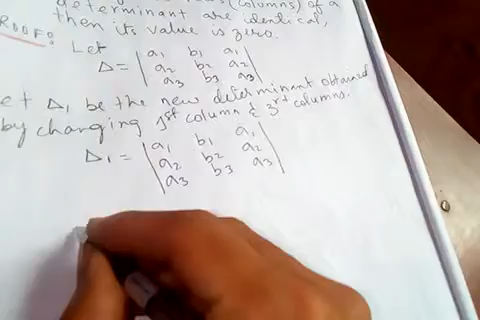 determinant are identical,
then its value is zero.
PROOF:
Let
Δ = | a1 b1 a1 |
| a2 b2 a2 |
| a3 b3 a3 |
et Δ1 be the new determinant obtained
by changing 1st column & 3rd columns.
Δ1 = | a1 b1 a1 |
| a2 b2 a2 |
| a3 b3 a3 |